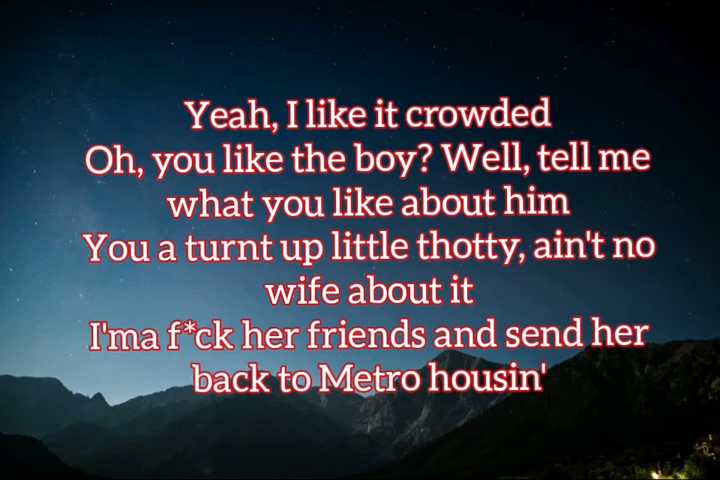 Yeah, I like it crowded
Oh, you like the boy? Well, tell me
what you like about him
You a turnt up little thotty, ain't no
wife about it
I'ma f*ck her friends and send her
back to Metro housin'